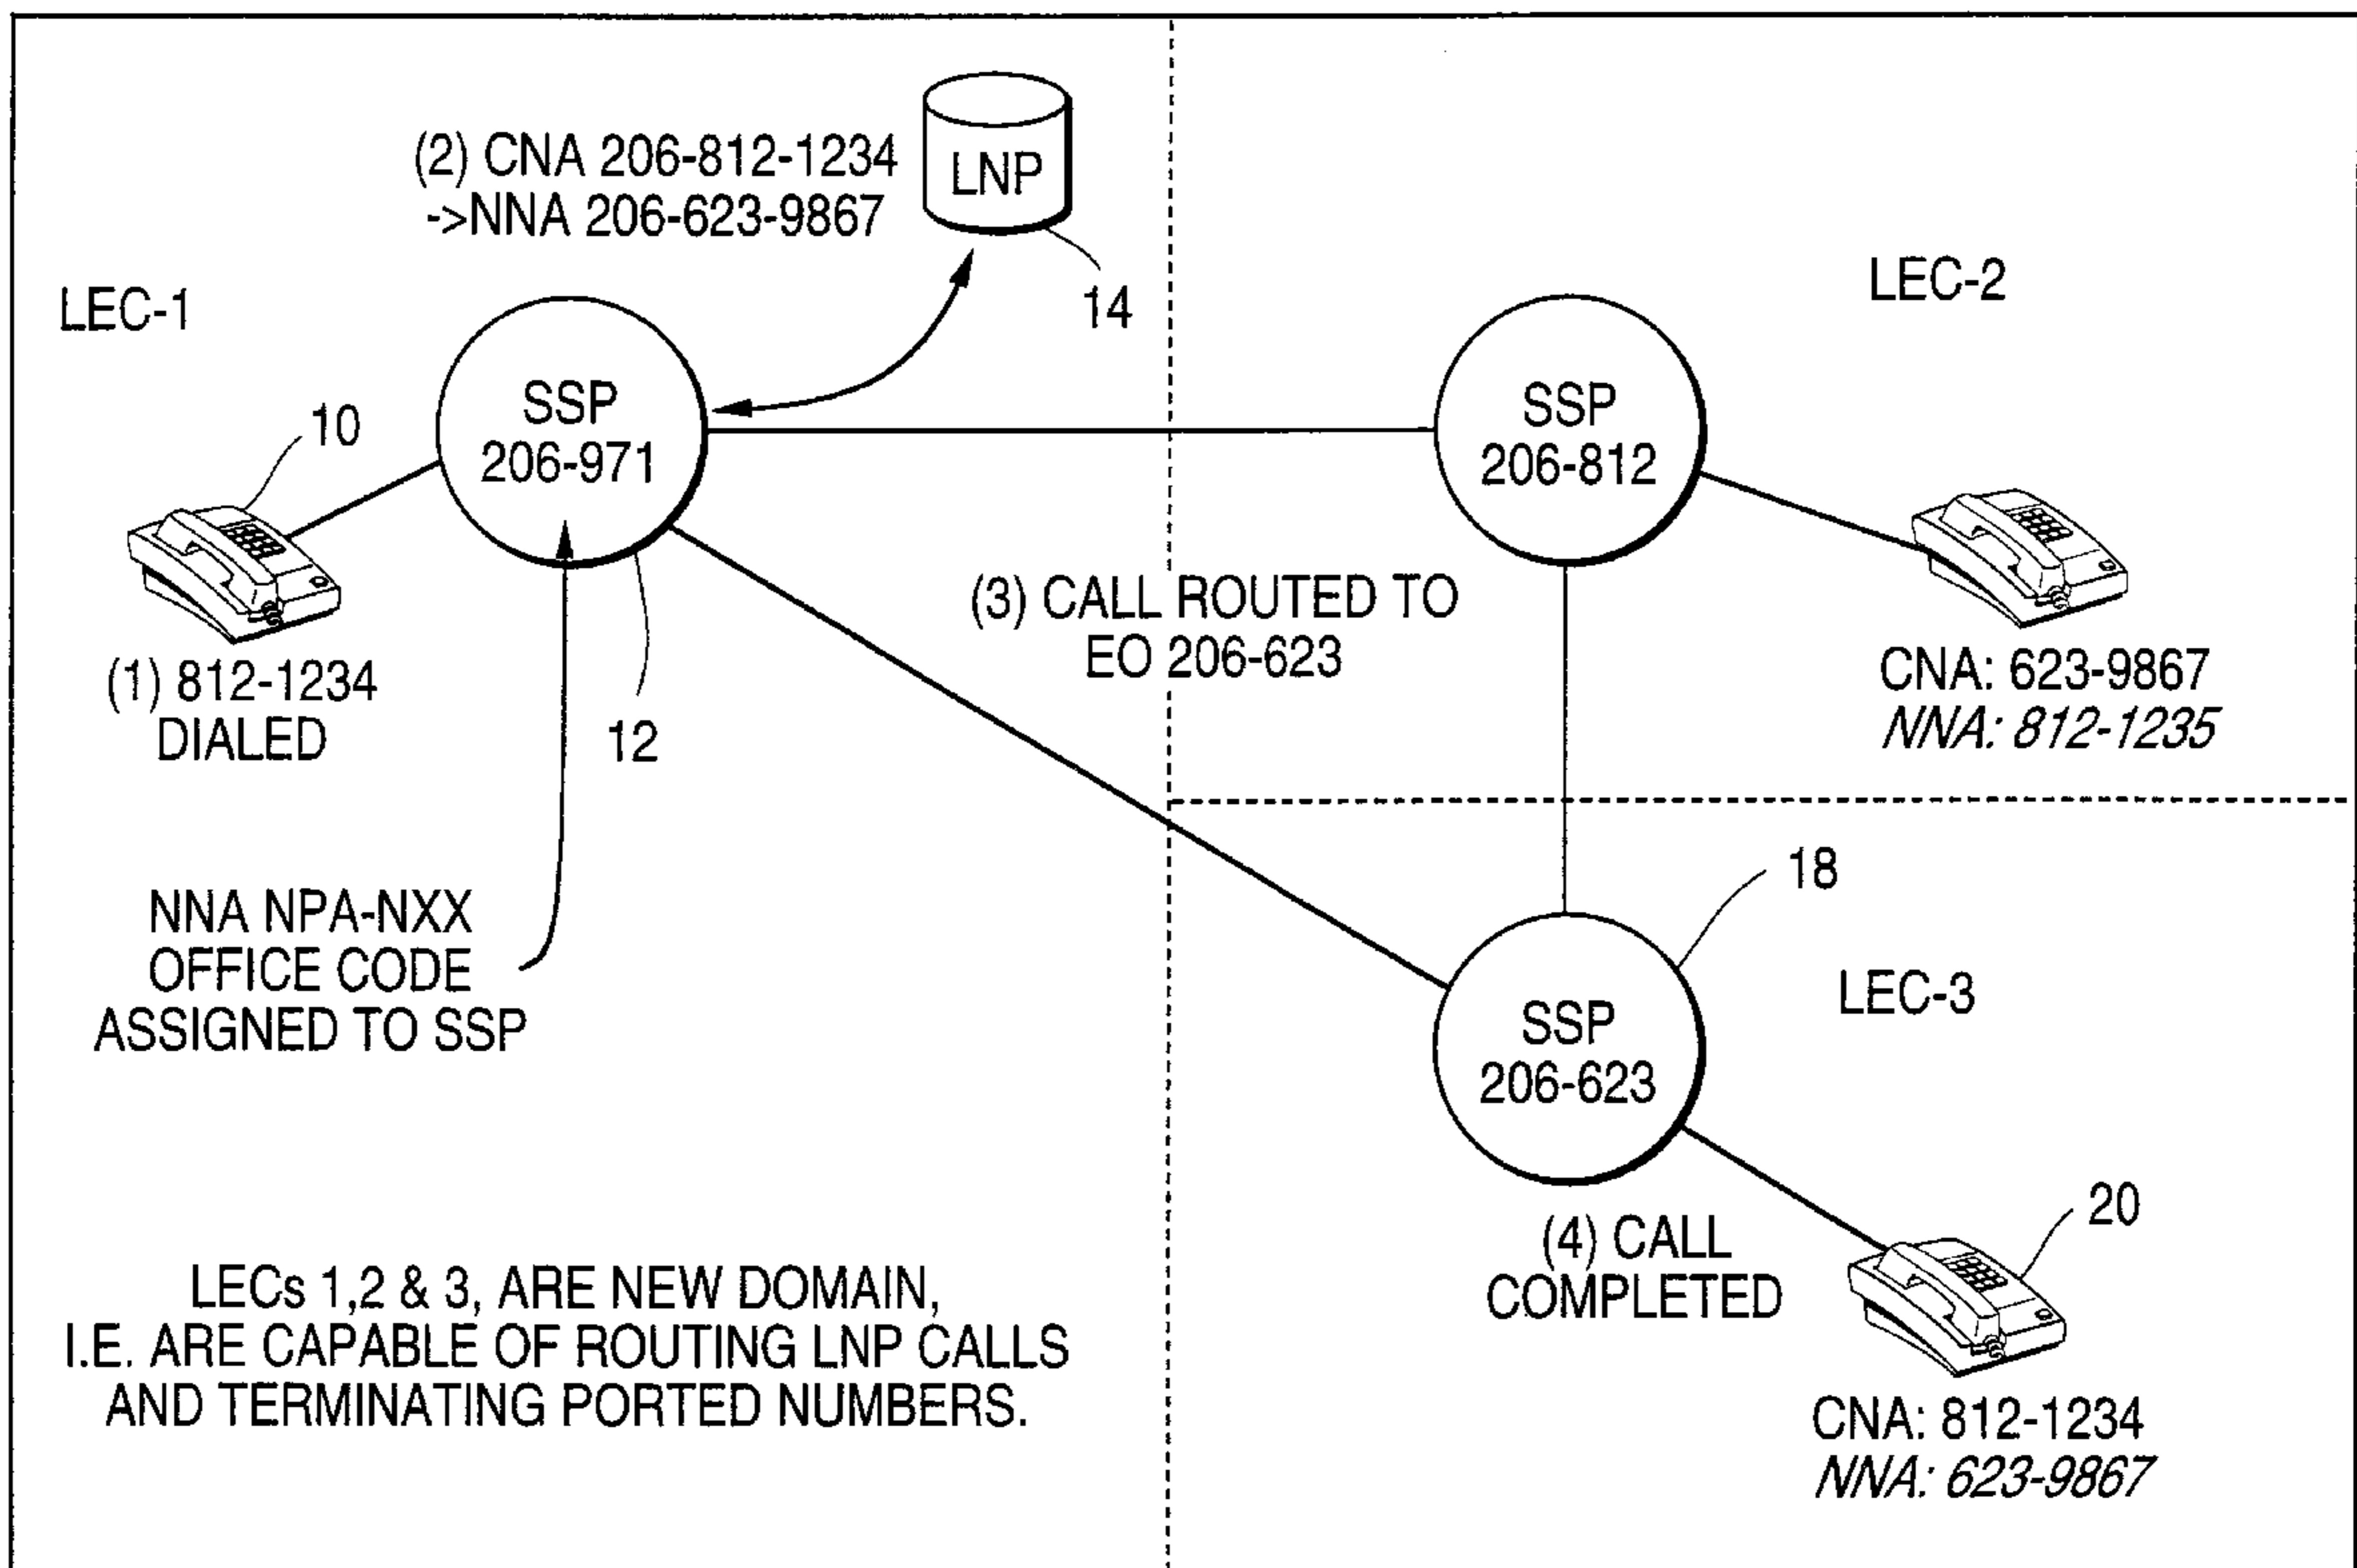 (2) CNA 206-812-1234
->NNA 206-623-9867
LNP
14
LEC-1
SSP
206-971
10
(1) 812-1234
DIALED
12
NNA NPA-NXX
OFFICE CODE
ASSIGNED TO SSP
LECs 1,2 & 3, ARE NEW DOMAIN,
I.E. ARE CAPABLE OF ROUTING LNP CALLS
AND TERMINATING PORTED NUMBERS.
LEC-2
SSP
206-812
(3) CALL ROUTED TO
EO 206-623
CNA: 623-9867
NNA: 812-1235
18
LEC-3
SSP
206-623
(4) CALL
COMPLETED
20
CNA: 812-1234
NNA: 623-9867